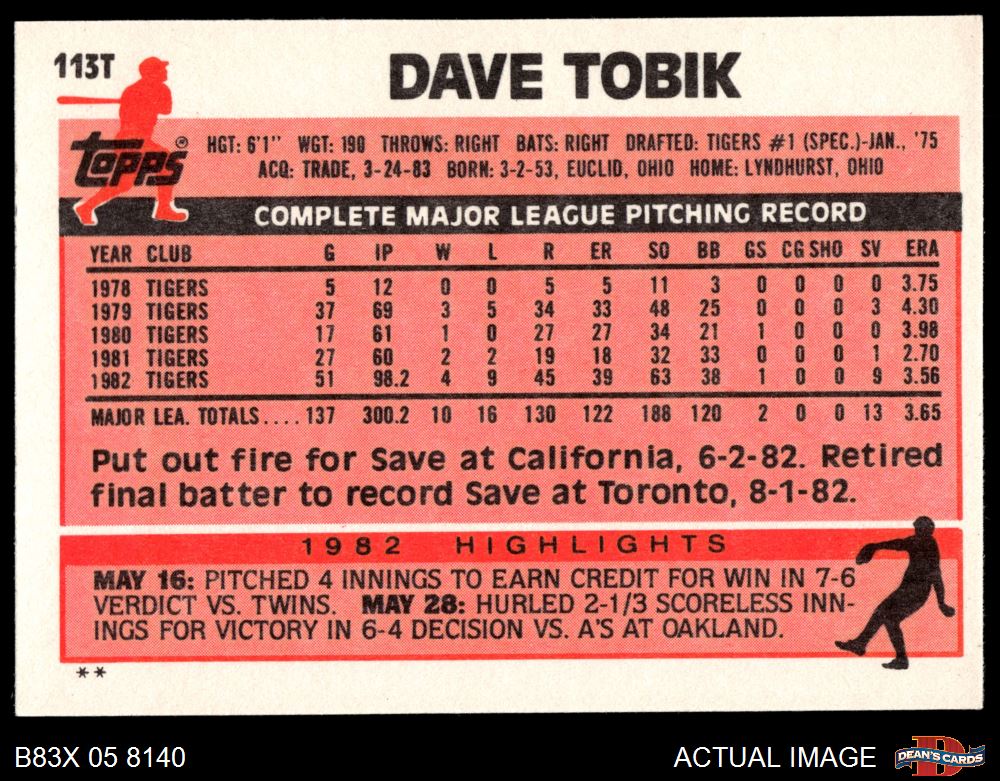 113T
DAVE TOBIK
topps®
HGT: 6'1" WGT: 190 THROWS: RIGHT BATS: RIGHT DRAFTED: TIGERS #1 (SPEC.)-JAN., '75
ACQ: TRADE, 3-24-83 BORN: 3-2-53, EUCLID, OHIO HOME: LYNDHURST, OHIO
COMPLETE MAJOR LEAGUE PITCHING RECORD
YEAR CLUB G IP W L R ER SO BB GS CG SHO SV ERA
1978 TIGERS 5 12 0 0 5 5 11 3 0 0 0 0 3.75
1979 TIGERS 37 69 3 5 34 33 48 25 0 0 0 3 4.30
1980 TIGERS 17 61 1 0 27 27 34 21 1 0 0 0 3.98
1981 TIGERS 27 60 2 2 19 18 32 33 0 0 0 1 2.70
1982 TIGERS 51 98.2 4 9 45 39 63 38 1 0 0 9 3.56
MAJOR LEA. TOTALS.... 137 300.2 10 16 130 122 188 120 2 0 0 13 3.65
Put out fire for Save at California, 6-2-82. Retired
final batter to record Save at Toronto, 8-1-82.
1982 HIGHLIGHTS
MAY 16: PITCHED 4 INNINGS TO EARN CREDIT FOR WIN IN 7-6
VERDICT VS. TWINS. MAY 28: HURLED 2-1/3 SCORELESS INN-
INGS FOR VICTORY IN 6-4 DECISION VS. A'S AT OAKLAND.
**
B83X 05 8140
ACTUAL IMAGE
D
DEAN'S CARDS